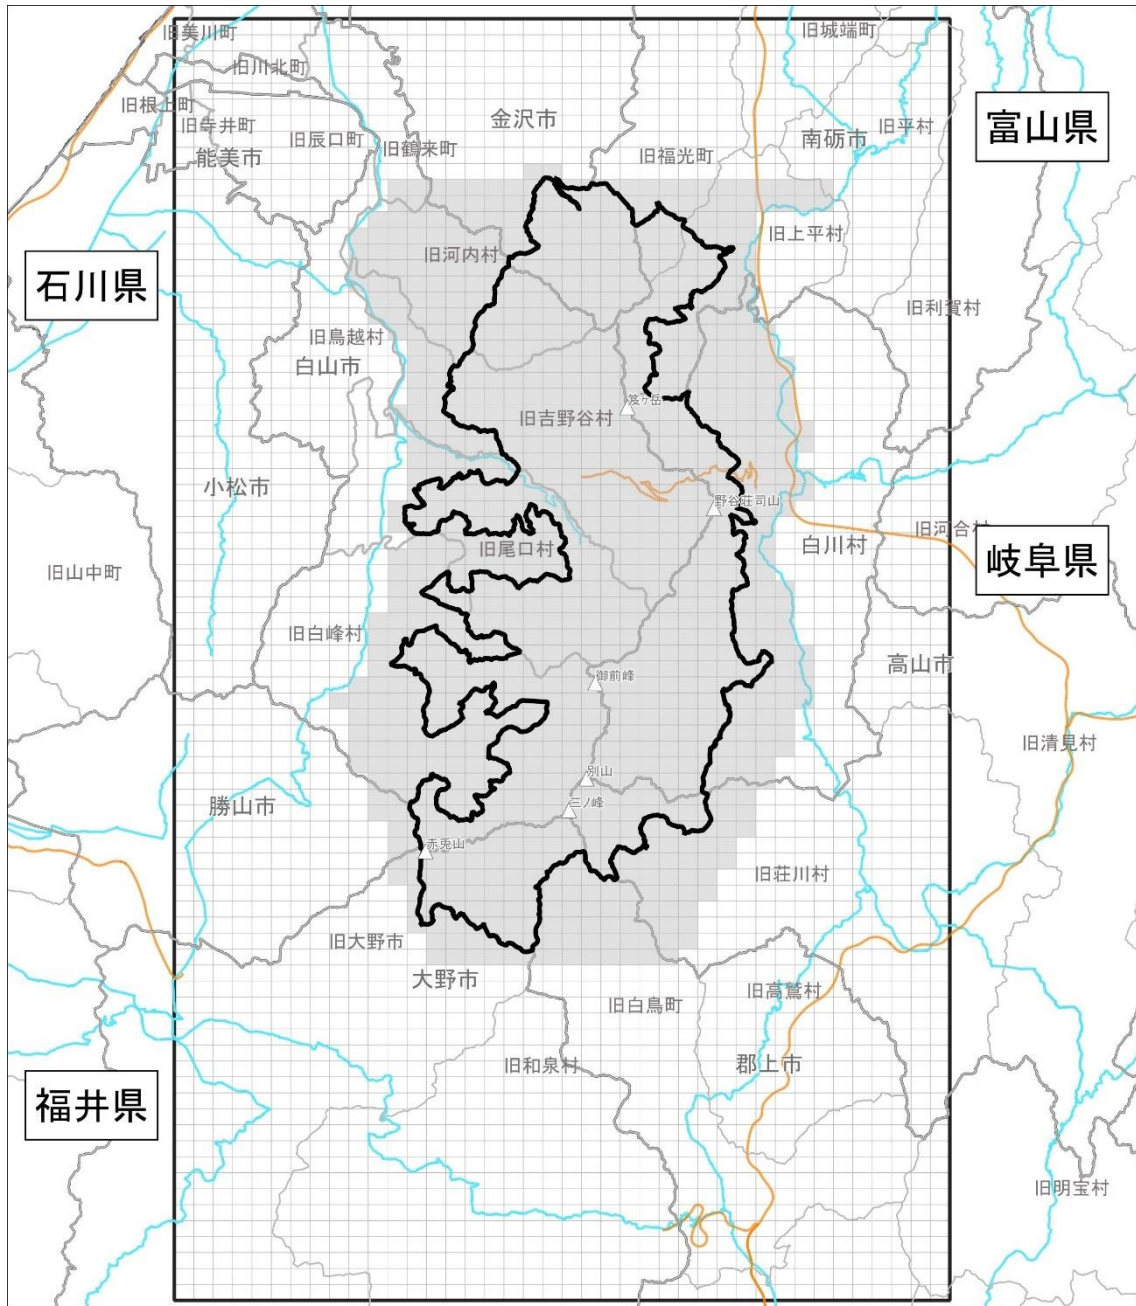 旧美川町
旧城端町
旧川北町
旧根上町
富山県
金沢市
旧寺井町
旧平村
旧辰口町
南砺市
旧鶴来町
能美市
旧福光町
旧上平村
旧河内村
石川県
旧利賀村
旧鳥越村
白山市
笈ヶ岳
旧吉野谷村
小松市
野谷荘司山
旧河合村
白川村
旧尾口村
岐阜県
旧山中町
旧白峰村
高山市
御前峰
旧清見村
別山
勝山市
三ノ峰
赤兎山
旧荘川村
旧大野市
大野市
旧高鷲村
旧白鳥町
旧和泉村
郡上市
福井県
旧明宝村